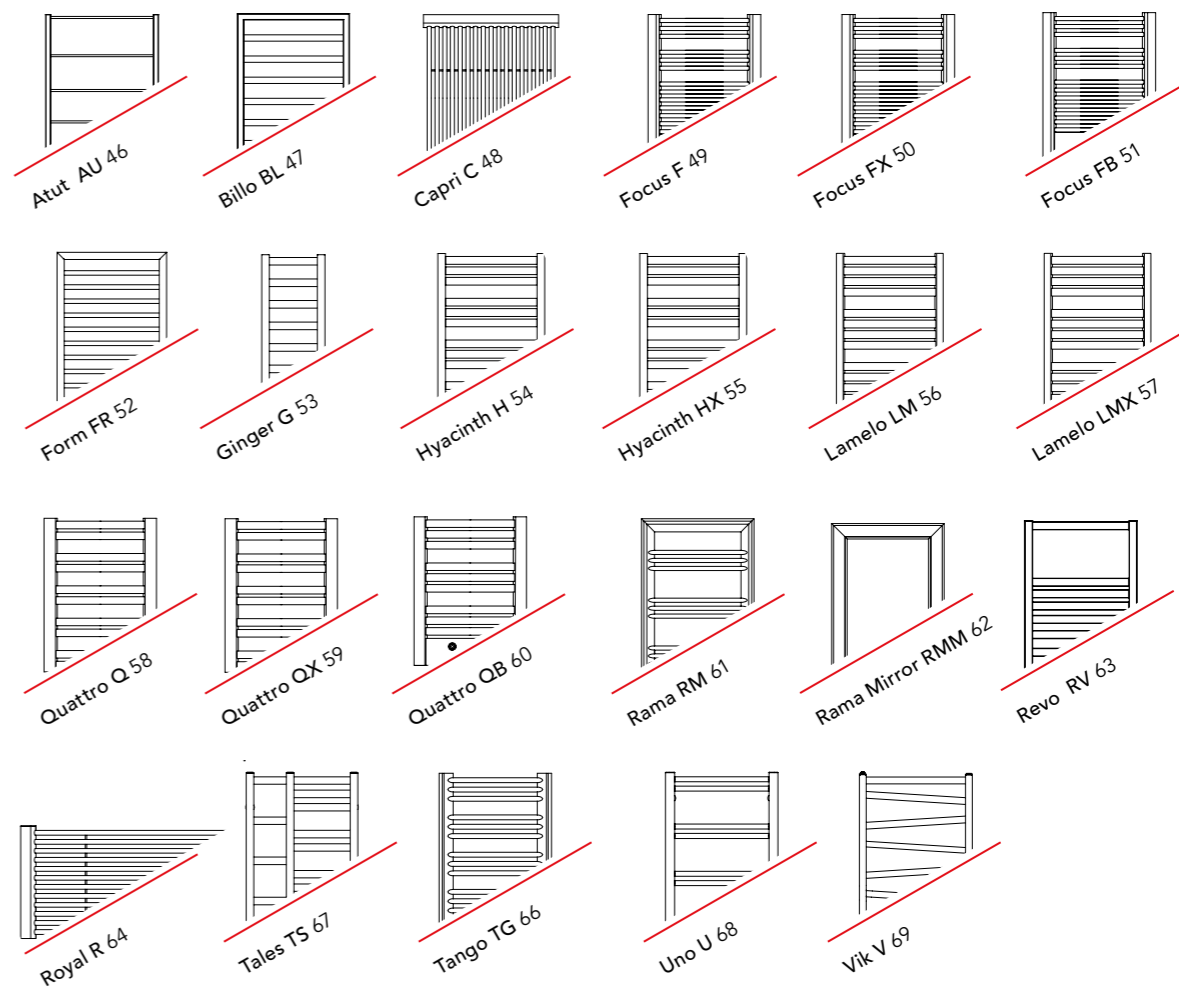 Atut AU 46
Billo BL 47
Capri C 48
Focus F 49
Focus FX 50
Focus FB 51
Form FR 52
Ginger G 53
Hyacinth H 54
Hyacinth HX 55
Lamelo LM 56
Lamelo LMX 57
Quattro Q 58
Quattro QX 59
Quattro QB 60
Rama RM 61
Rama Mirror RMM 62
Revo RV 63
Royal R 64
Tales TS 67
Tango TG 66
Uno U 68
Vik V 69